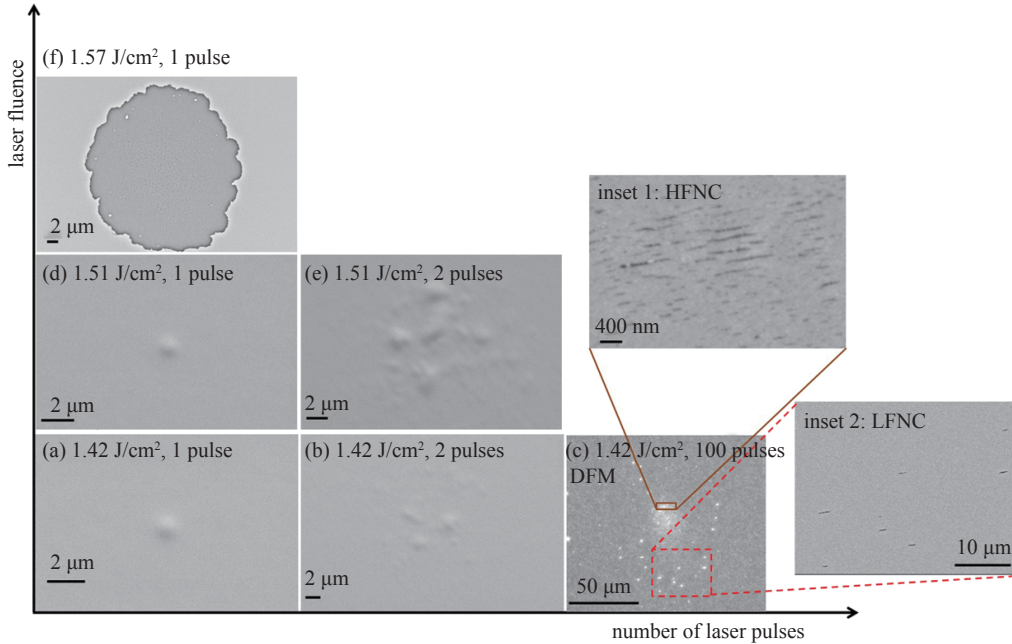 laser fluence
(f) 1.57 J/cm², 1 pulse
2 μm
inset 1: HFNC
400 nm
(d) 1.51 J/cm², 1 pulse
2 μm
(e) 1.51 J/cm², 2 pulses
2 μm
(a) 1.42 J/cm², 1 pulse
2 μm
(b) 1.42 J/cm², 2 pulses
2 μm
(c) 1.42 J/cm², 100 pulses
DFM
50 μm
inset 2: LFNC
10 μm
number of laser pulses